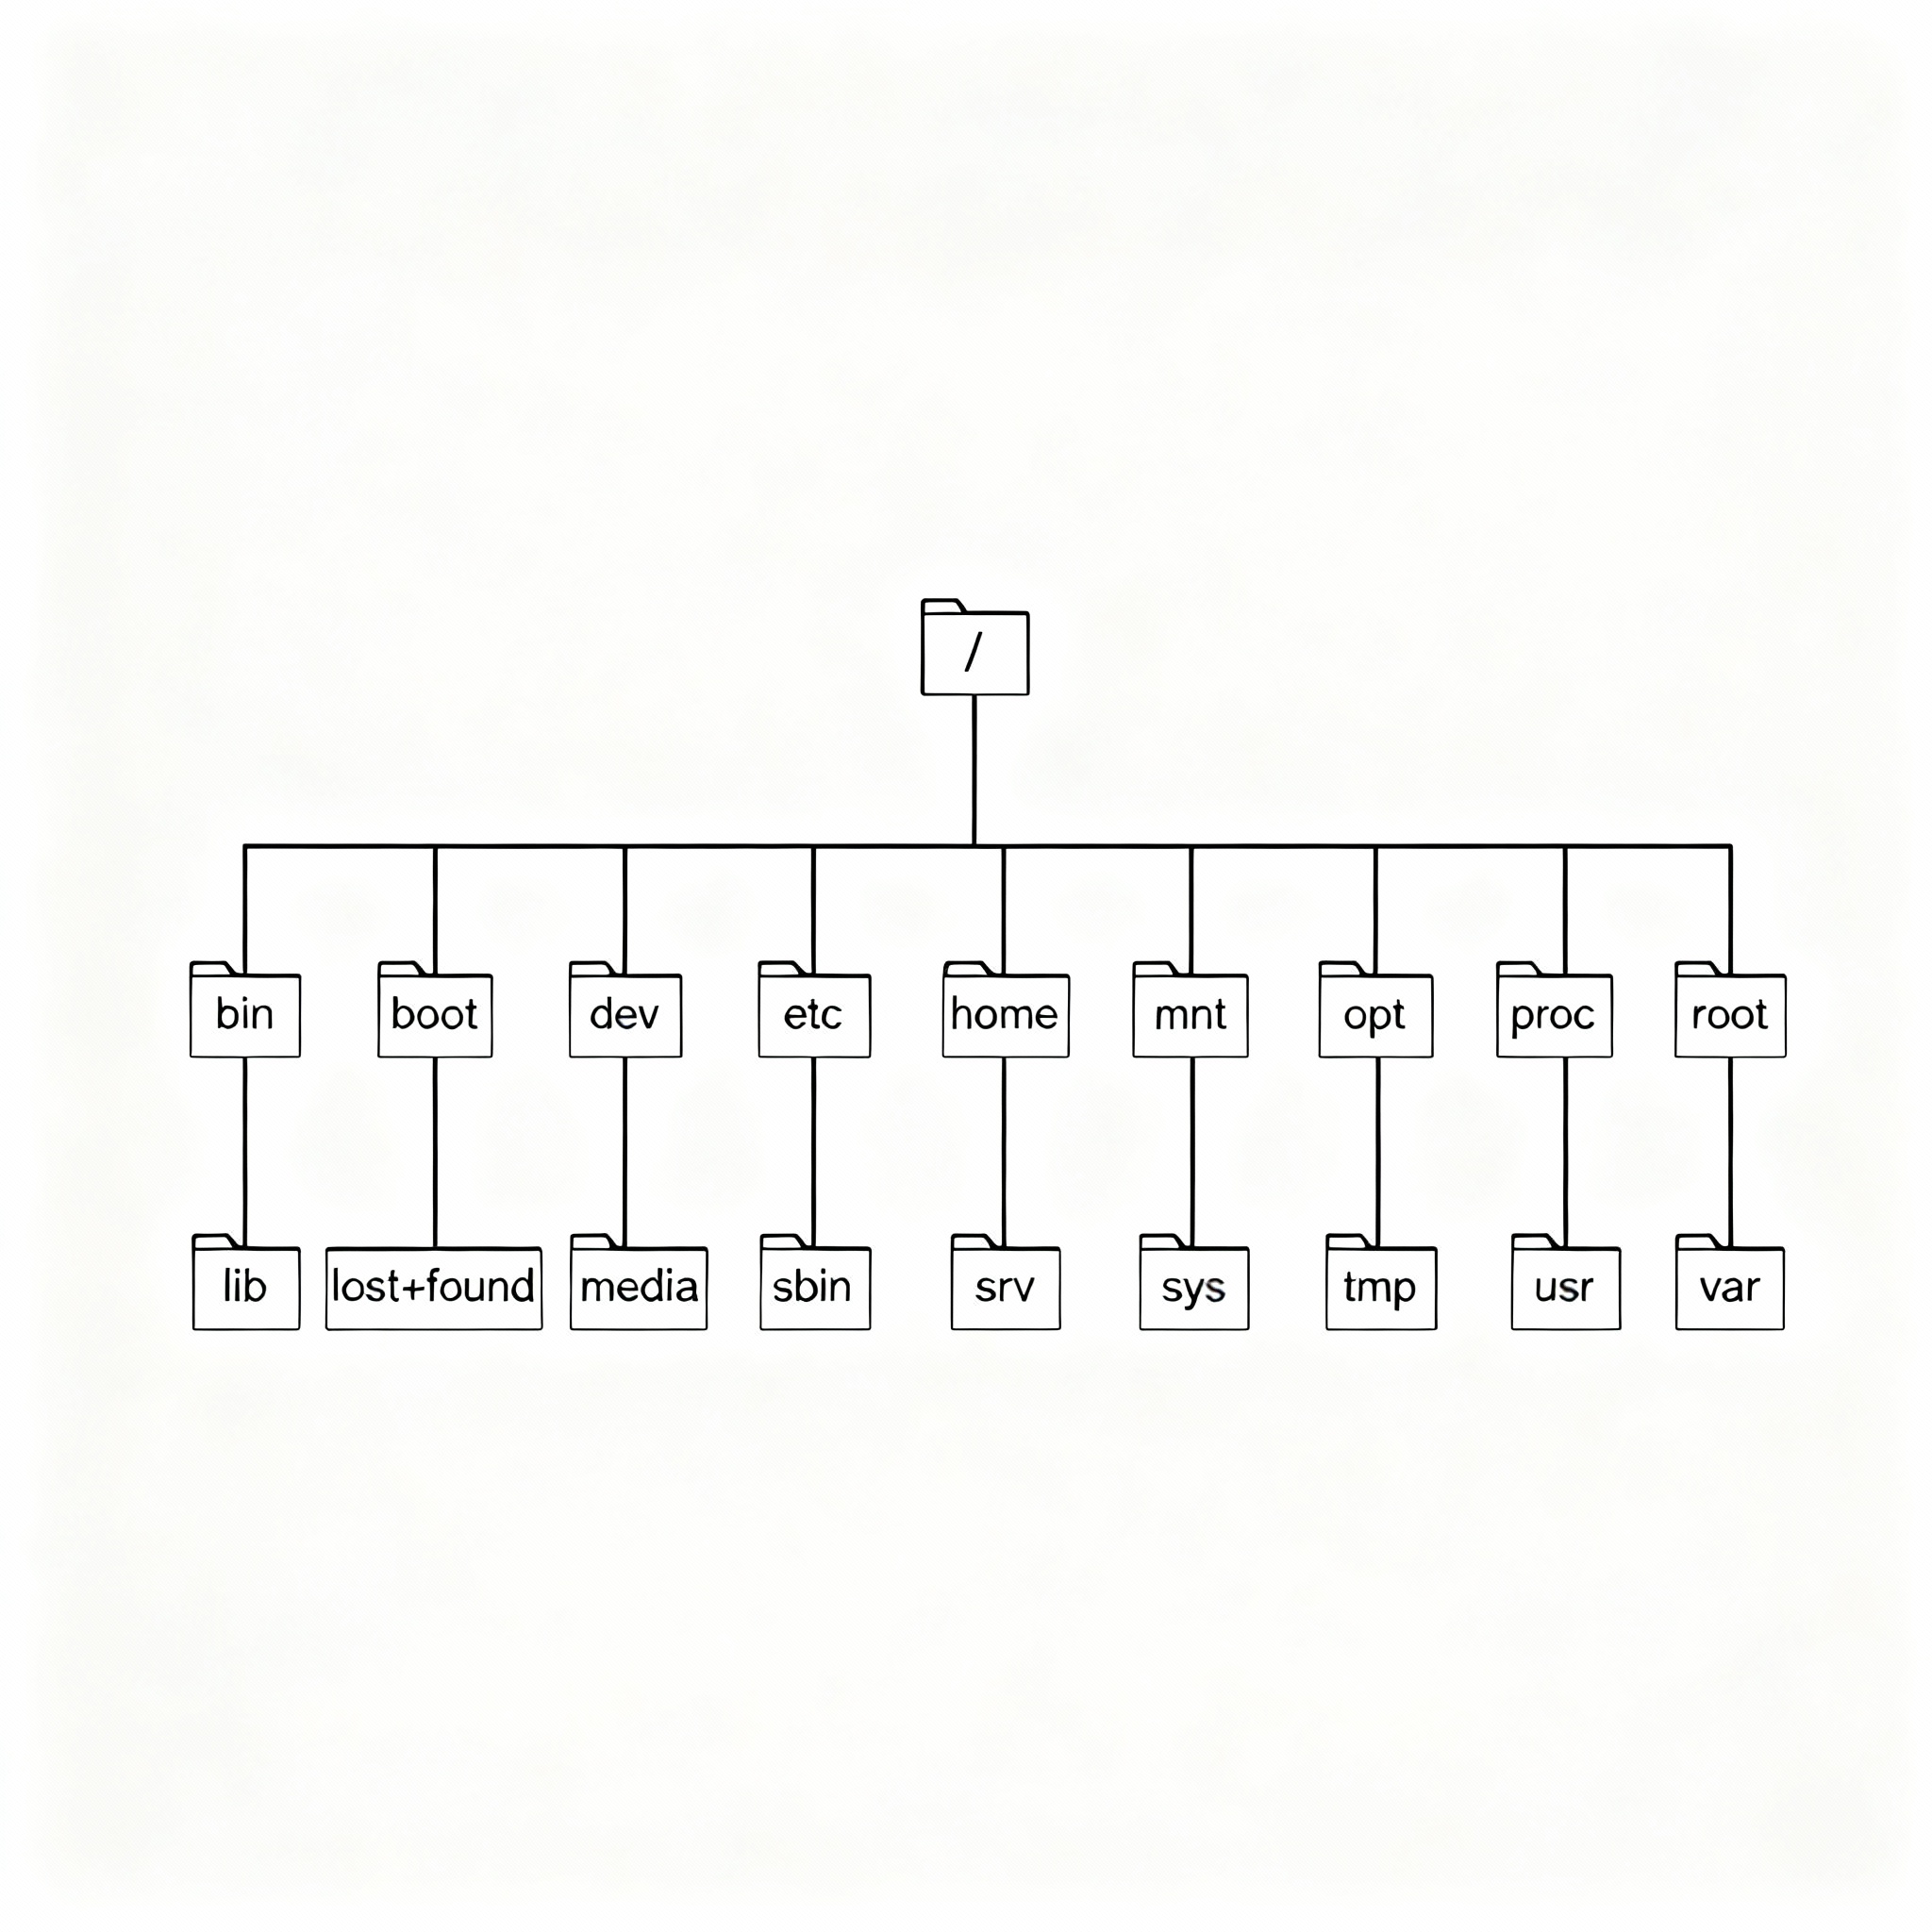 /
bin boot dev etc home mnt opt proc root
lib lost+found media sbin srv sys tmp usr var